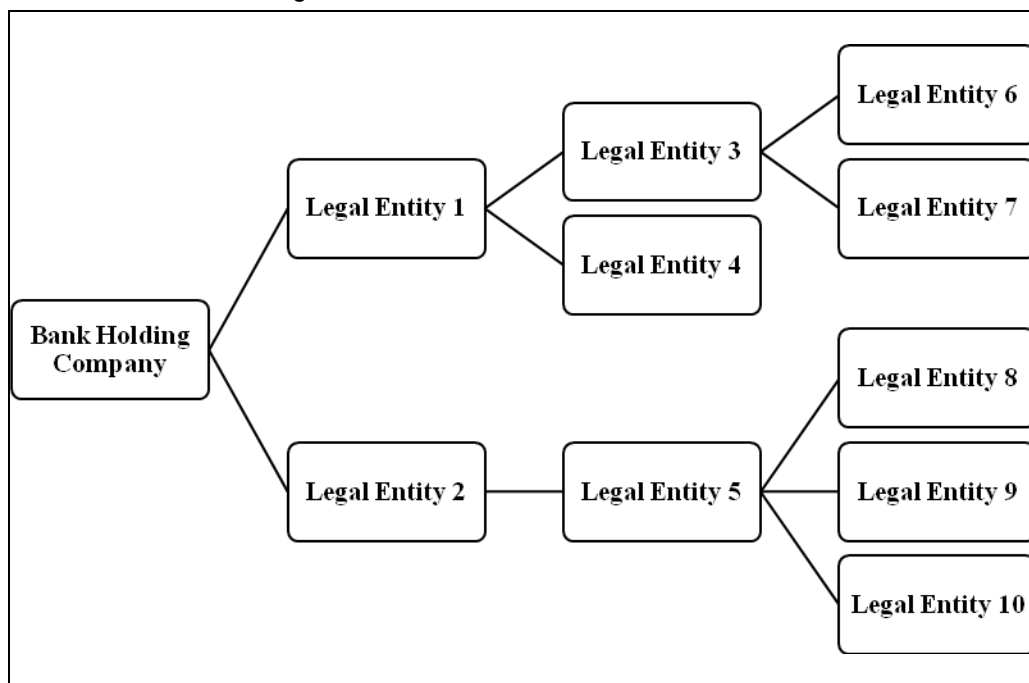 Legal Entity 6
Legal Entity 3
Legal Entity 1
Legal Entity 7
Legal Entity 4
Bank Holding
Company
Legal Entity 8
Legal Entity 2
Legal Entity 5
Legal Entity 9
Legal Entity 10